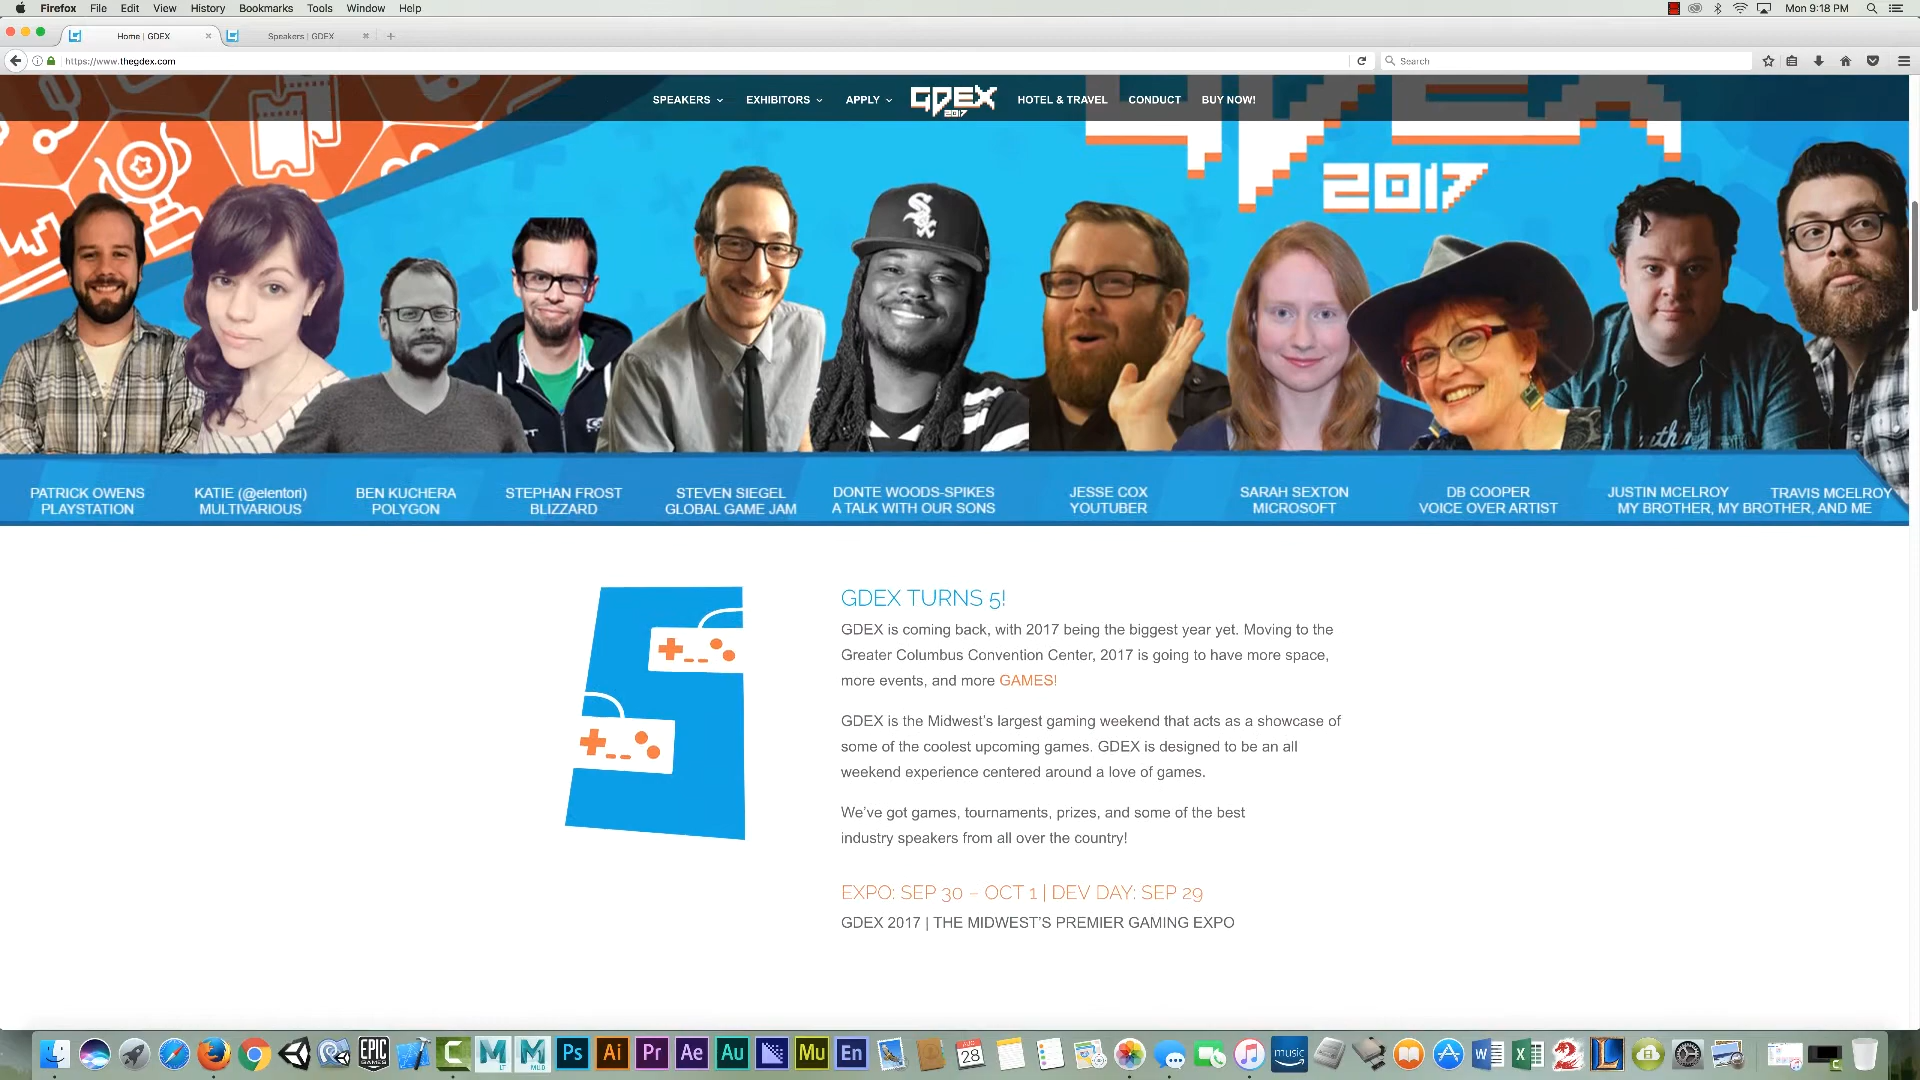 Firefox File Edit View History Bookmarks Tools Window Help
Mon 9:18 PM
Home | GDEX
Speakers | GDEX
https://www.thegdex.com
Search
SPEAKERS EXHIBITORS APPLY GDEX 2017 HOTEL & TRAVEL CONDUCT BUY NOW!
2017
PATRICK OWENS
PLAYSTATION
KATIE (@elentori)
MULTIVARIOUS
BEN KUCHERA
POLYGON
STEPHAN FROST
BLIZZARD
STEVEN SIEGEL
GLOBAL GAME JAM
DONTE WOODS-SPIKES
A TALK WITH OUR SONS
JESSE COX
YOUTUBER
SARAH SEXTON
MICROSOFT
DB COOPER
VOICE OVER ARTIST
JUSTIN MCELROY TRAVIS MCELROY
MY BROTHER, MY BROTHER, AND ME
GDEX TURNS 5!
GDEX is coming back, with 2017 being the biggest year yet. Moving to the
Greater Columbus Convention Center, 2017 is going to have more space,
more events, and more GAMES!
GDEX is the Midwest's largest gaming weekend that acts as a showcase of
some of the coolest upcoming games. GDEX is designed to be an all
weekend experience centered around a love of games.
We've got games, tournaments, prizes, and some of the best
industry speakers from all over the country!
EXPO: SEP 30 – OCT 1 | DEV DAY: SEP 29
GDEX 2017 | THE MIDWEST'S PREMIER GAMING EXPO
EPIC GAMES
M LT
M MUD
Ps Ai Pr Ae Au Mu En
28
music